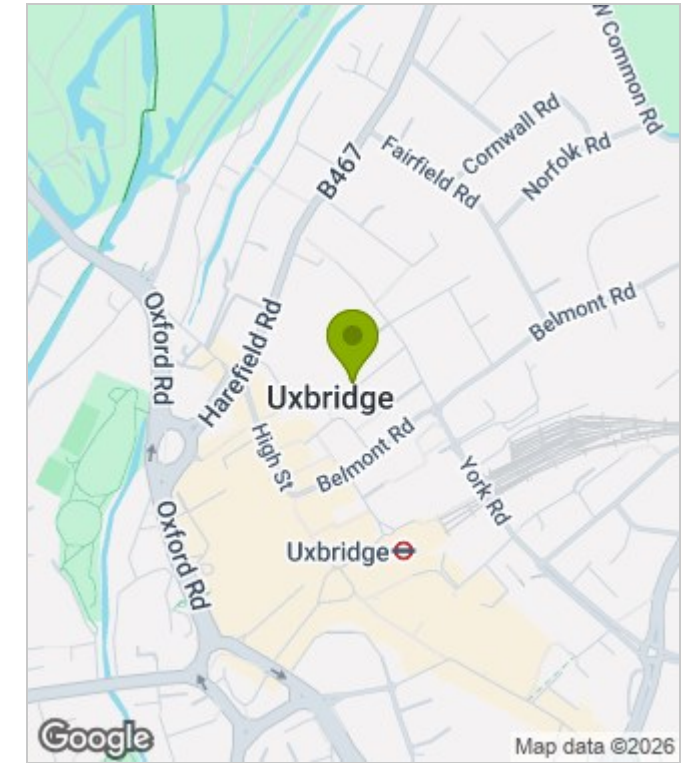 N Common Rd
Cornwall Rd
B467
Fairfield Rd
Norfolk Rd
Oxford Rd
Harefield Rd
Belmont Rd
Uxbridge
High St
Belmont Rd
York Rd
Oxford Rd
Uxbridge
Google
Map data ©2026